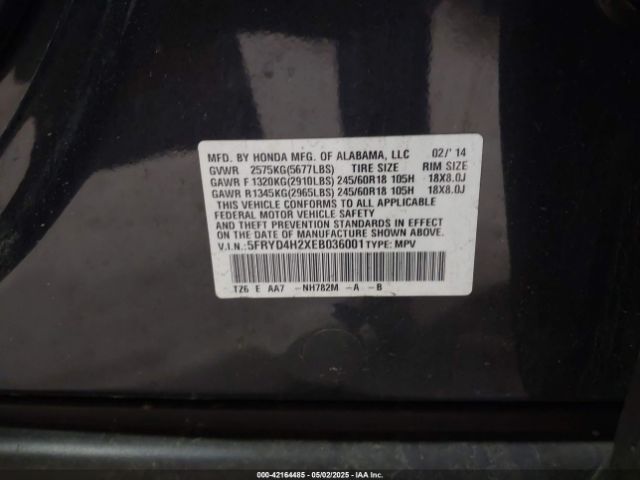 MFD. BY HONDA MFG. OF ALABAMA, LLC 02/'14
GVWR 2575KG(5677LBS) TIRE SIZE RIM SIZE
GAWR F 1320KG(2910LBS) 245/60R18 105H 18X8.0J
GAWR R1345KG(2965LBS) 245/60R18 105H 18X8.0J
THIS VEHICLE CONFORMS TO ALL APPLICABLE
FEDERAL MOTOR VEHICLE SAFETY
AND THEFT PREVENTION STANDARDS IN EFFECT
ON THE DATE OF MANUFACTURE SHOWN ABOVE.
V.I.N.: 5FRYD4H2XEB036001 TYPE: MPV
TZ6 E AA7 -NH782M -A -B
000-42164485 - 05/02/2025 - IAA Inc.